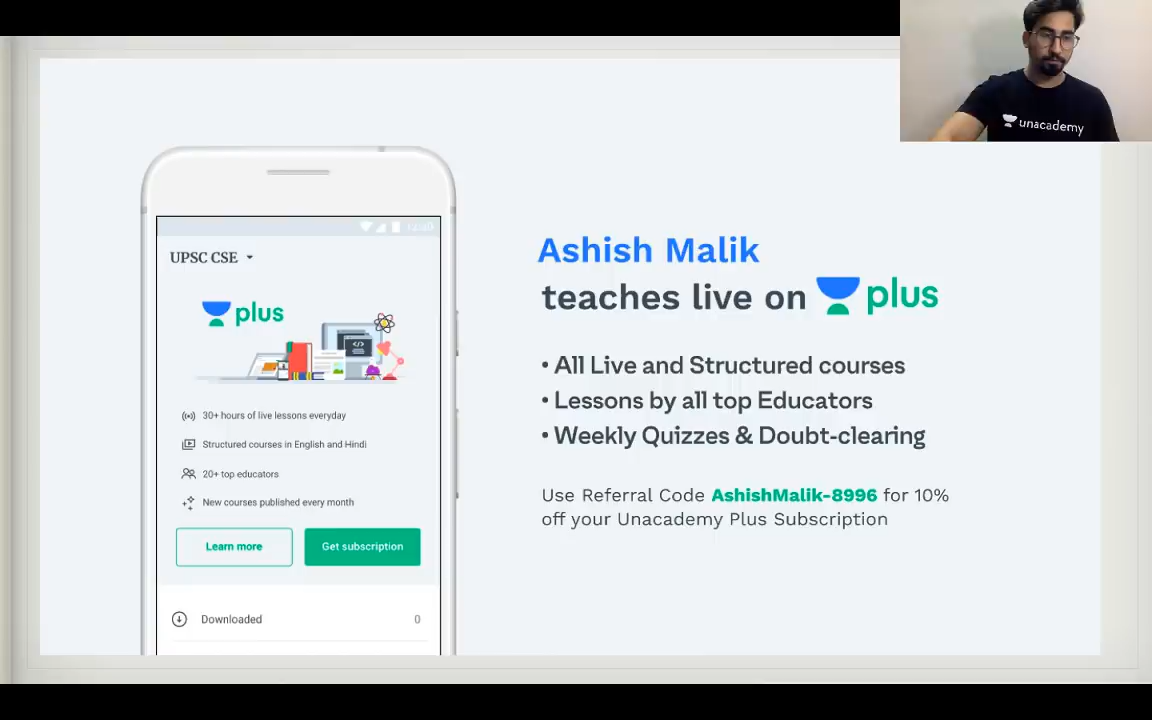 unacademy
UPSC CSE
plus
30+ hours of live lessons everyday
Structured courses in English and Hindi
20+ top educators
New courses published every month
Learn more
Get subscription
Downloaded
0
Ashish Malik
teaches live on plus
• All Live and Structured courses
• Lessons by all top Educators
• Weekly Quizzes & Doubt-clearing
Use Referral Code AshishMalik-8996 for 10%
off your Unacademy Plus Subscription